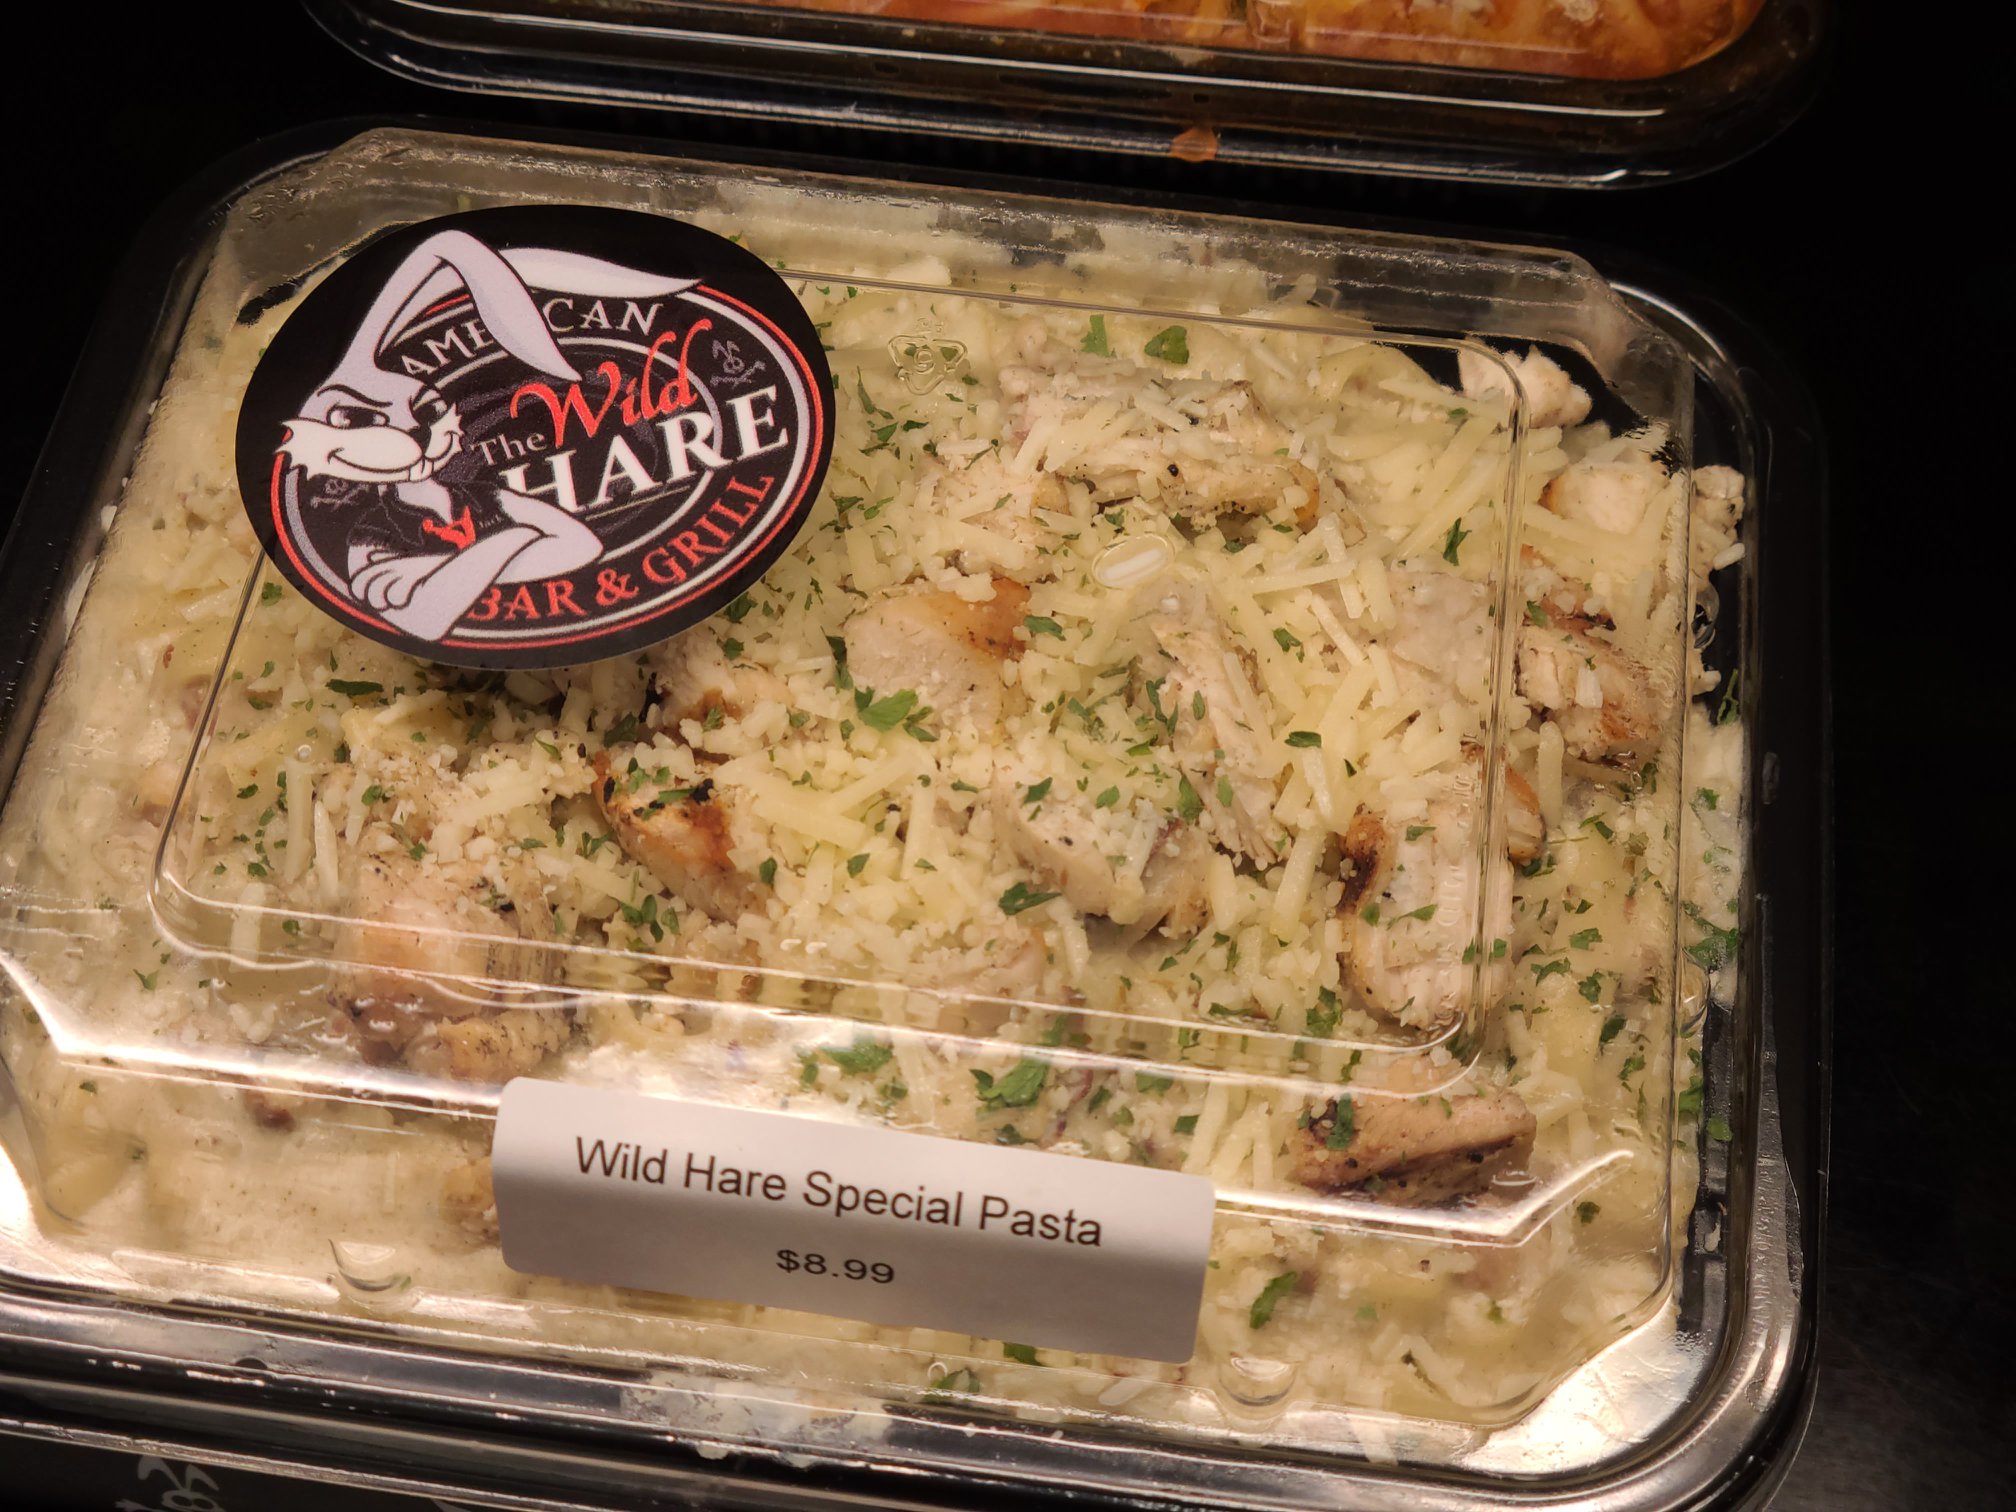 AMERICAN
The Wild
HARE
BAR & GRILL
Wild Hare Special Pasta
$8.99